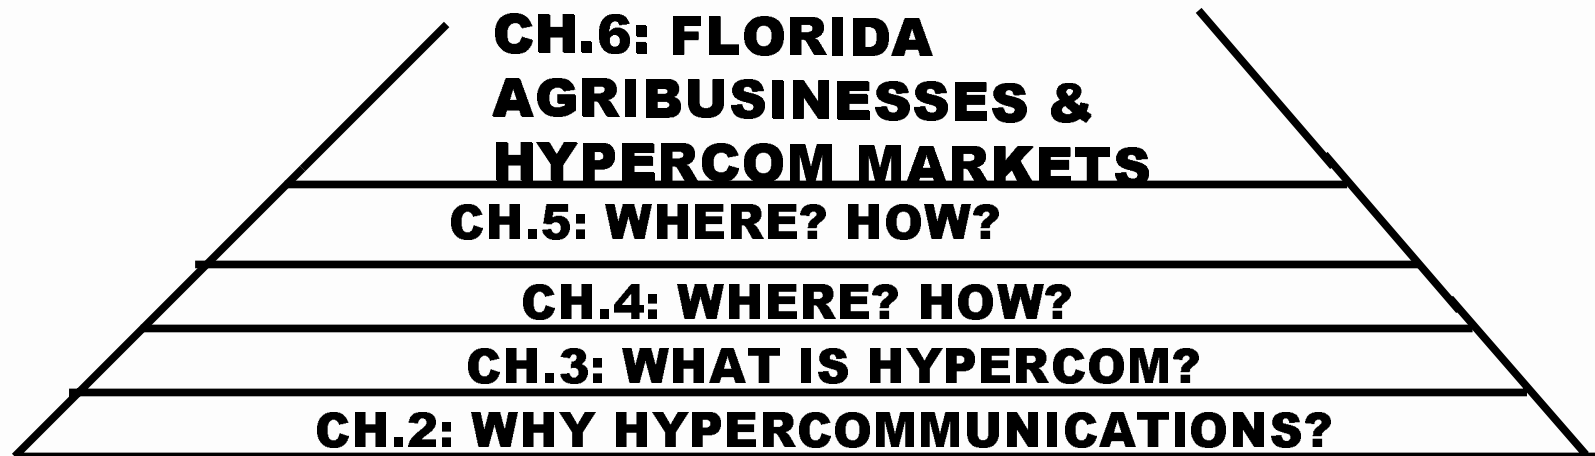 CH.6: FLORIDA
AGRIBUSINESSES &
HYPERCOM MARKETS
CH.5: WHERE? HOW?
CH.4: WHERE? HOW?
CH.3: WHAT IS HYPERCOM?
CH.2: WHY HYPERCOMMUNICATIONS?